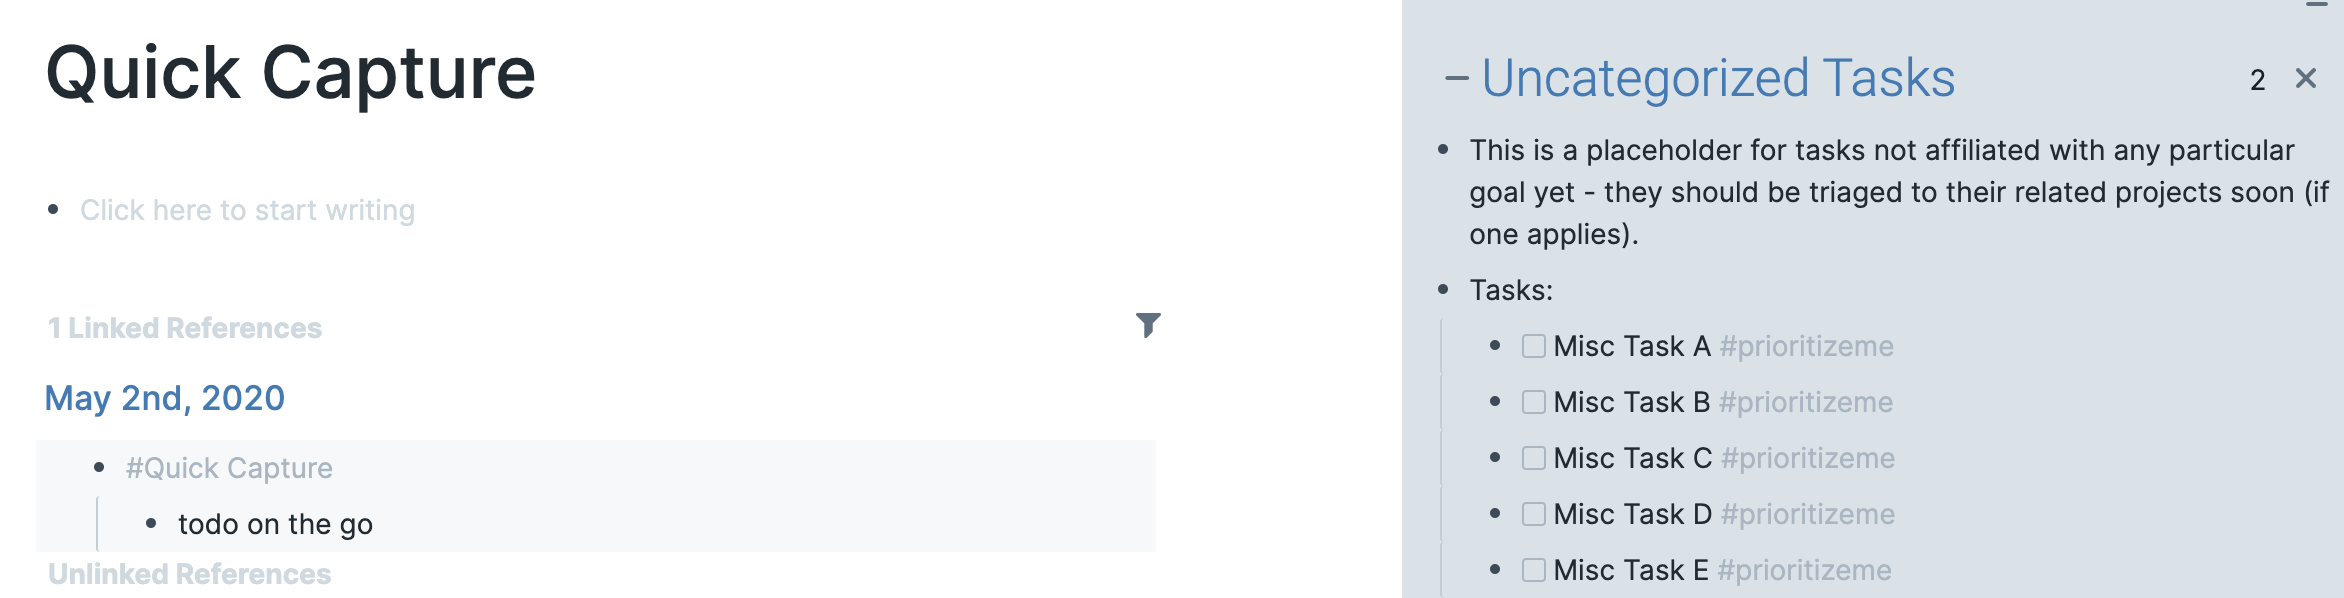 Quick Capture
Click here to start writing
1 Linked References
May 2nd, 2020
#Quick Capture
todo on the go
Unlinked References
Uncategorized Tasks 2
This is a placeholder for tasks not affiliated with any particular
goal yet - they should be triaged to their related projects soon (if
one applies).
Tasks:
Misc Task A #prioritizeme
Misc Task B #prioritizeme
Misc Task C #prioritizeme
Misc Task D #prioritizeme
Misc Task E #prioritizeme